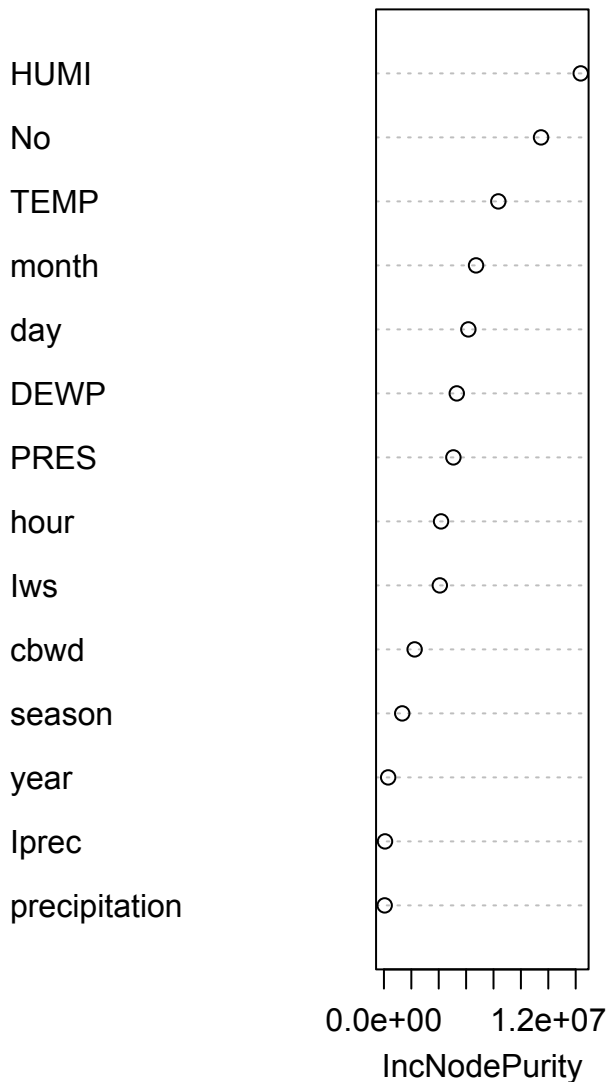 HUMI
No
TEMP
month
day
DEWP
PRES
hour
Iws
cbwd
season
year
Iprec
precipitation
0.0e+00 1.2e+07
IncNodePurity